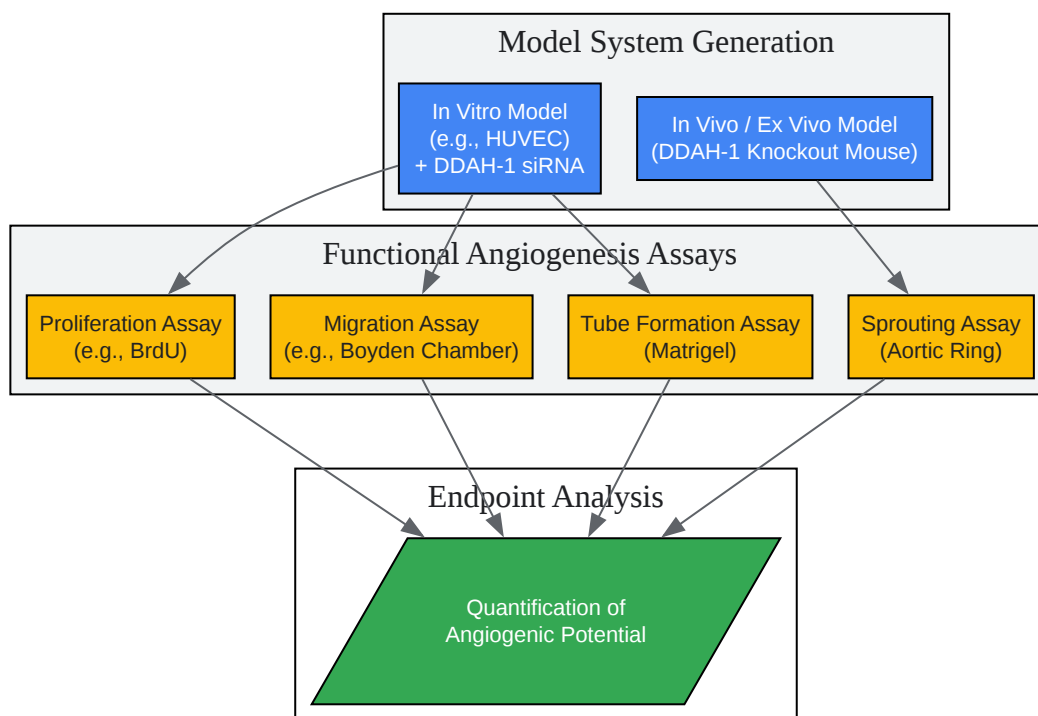 Model System Generation
In Vitro Model
(e.g., HUVEC)
+ DDAH-1 siRNA
In Vivo / Ex Vivo Model
(DDAH-1 Knockout Mouse)
Functional Angiogenesis Assays
Proliferation Assay
(e.g., BrdU)
Migration Assay
(e.g., Boyden Chamber)
Tube Formation Assay
(Matrigel)
Sprouting Assay
(Aortic Ring)
Endpoint Analysis
Quantification of
Angiogenic Potential